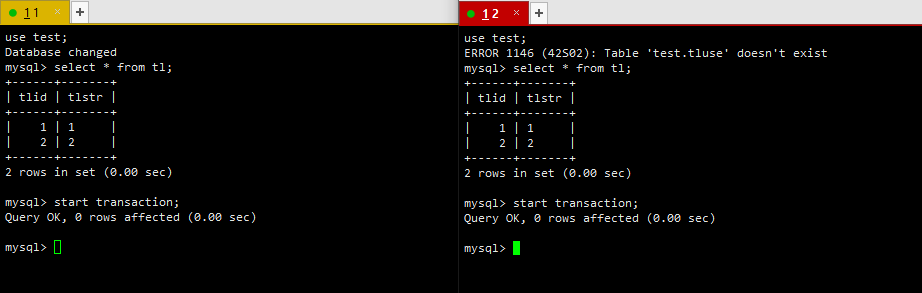 1 1 × +
use test;
Database changed
mysql> select * from tl;
+------+-------+
| tlid | tlstr |
+------+-------+
|    1 | 1     |
|    2 | 2     |
+------+-------+
2 rows in set (0.00 sec)
mysql> start transaction;
Query OK, 0 rows affected (0.00 sec)
mysql>
1 2 × +
use test;
ERROR 1146 (42S02): Table 'test.tluse' doesn't exist
mysql> select * from tl;
+------+-------+
| tlid | tlstr |
+------+-------+
|    1 | 1     |
|    2 | 2     |
+------+-------+
2 rows in set (0.00 sec)
mysql> start transaction;
Query OK, 0 rows affected (0.00 sec)
mysql>